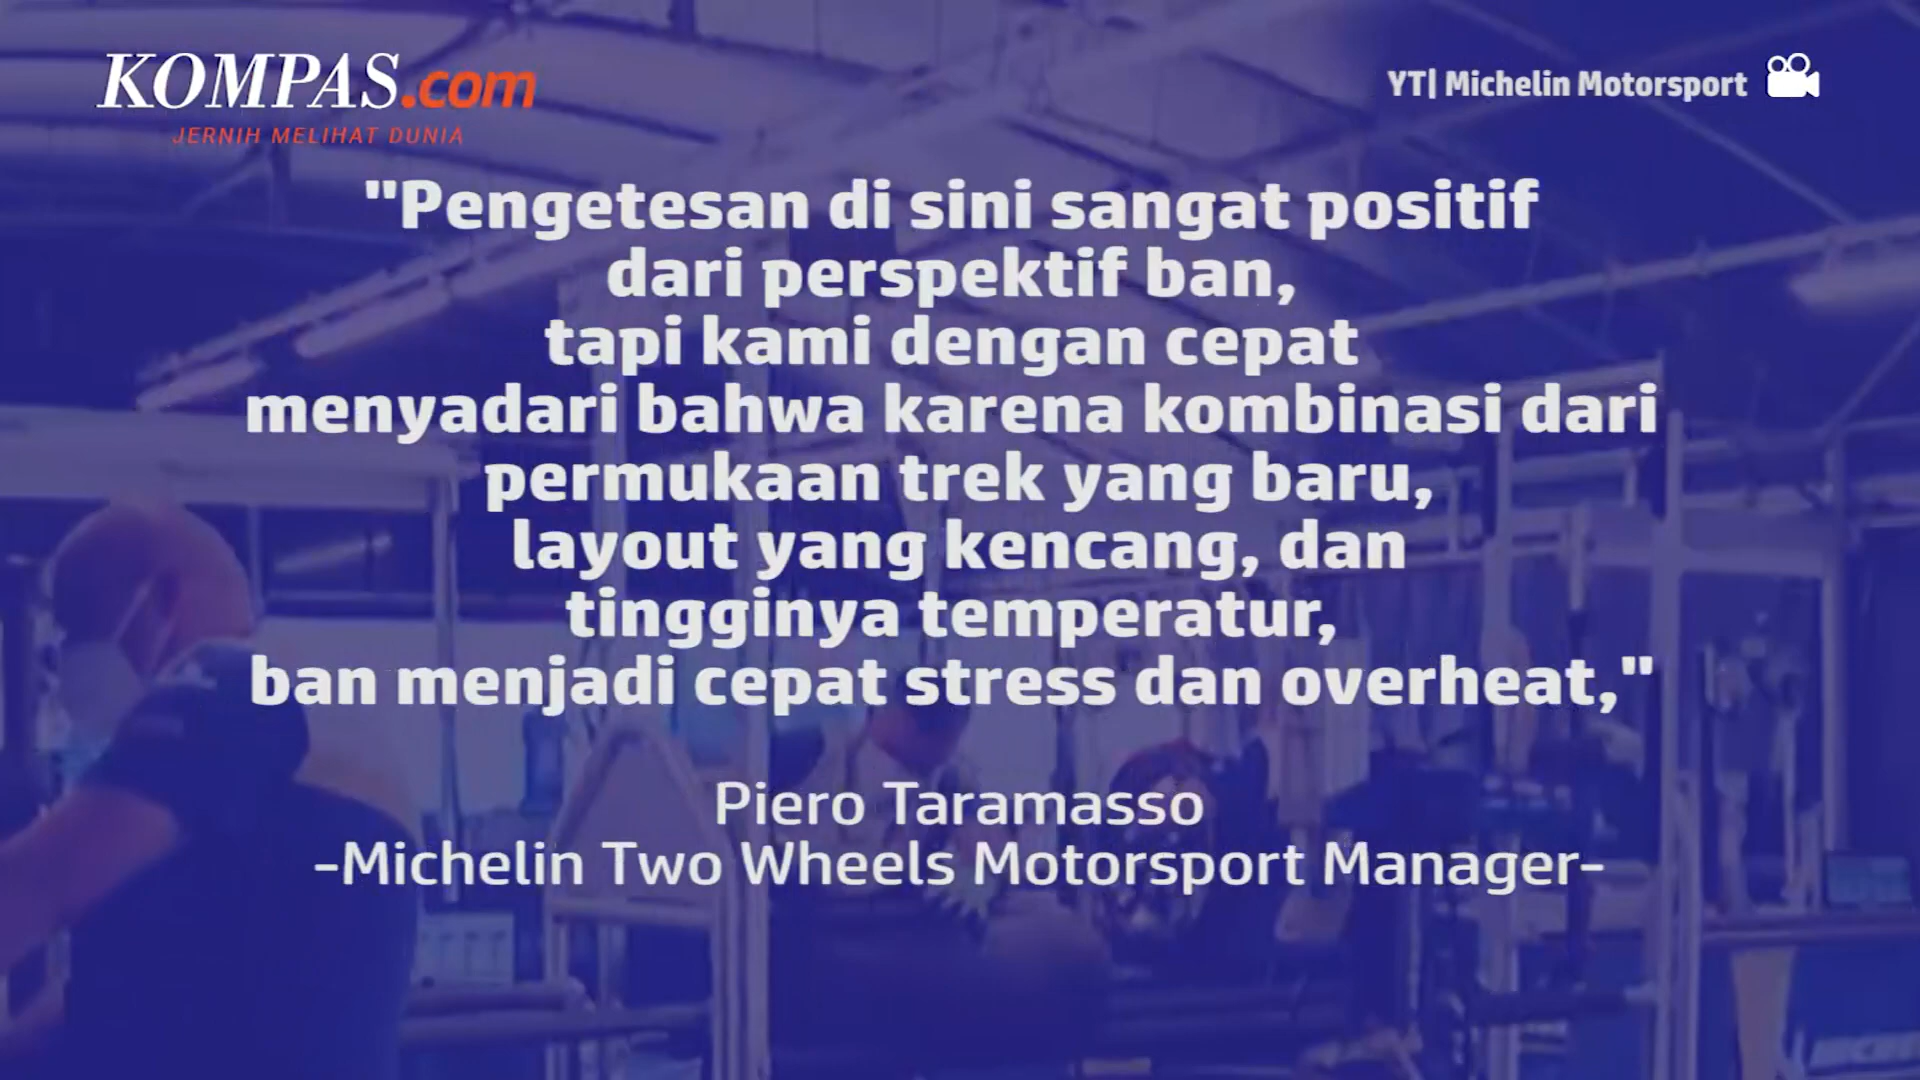 KOMPAS.com
JERNIH MELIHAT DUNIA
YT| Michelin Motorsport
"Pengetesan di sini sangat positif
dari perspektif ban,
tapi kami dengan cepat
menyadari bahwa karena kombinasi dari
permukaan trek yang baru,
layout yang kencang, dan
tingginya temperatur,
ban menjadi cepat stress dan overheat,"
Piero Taramasso
-Michelin Two Wheels Motorsport Manager-